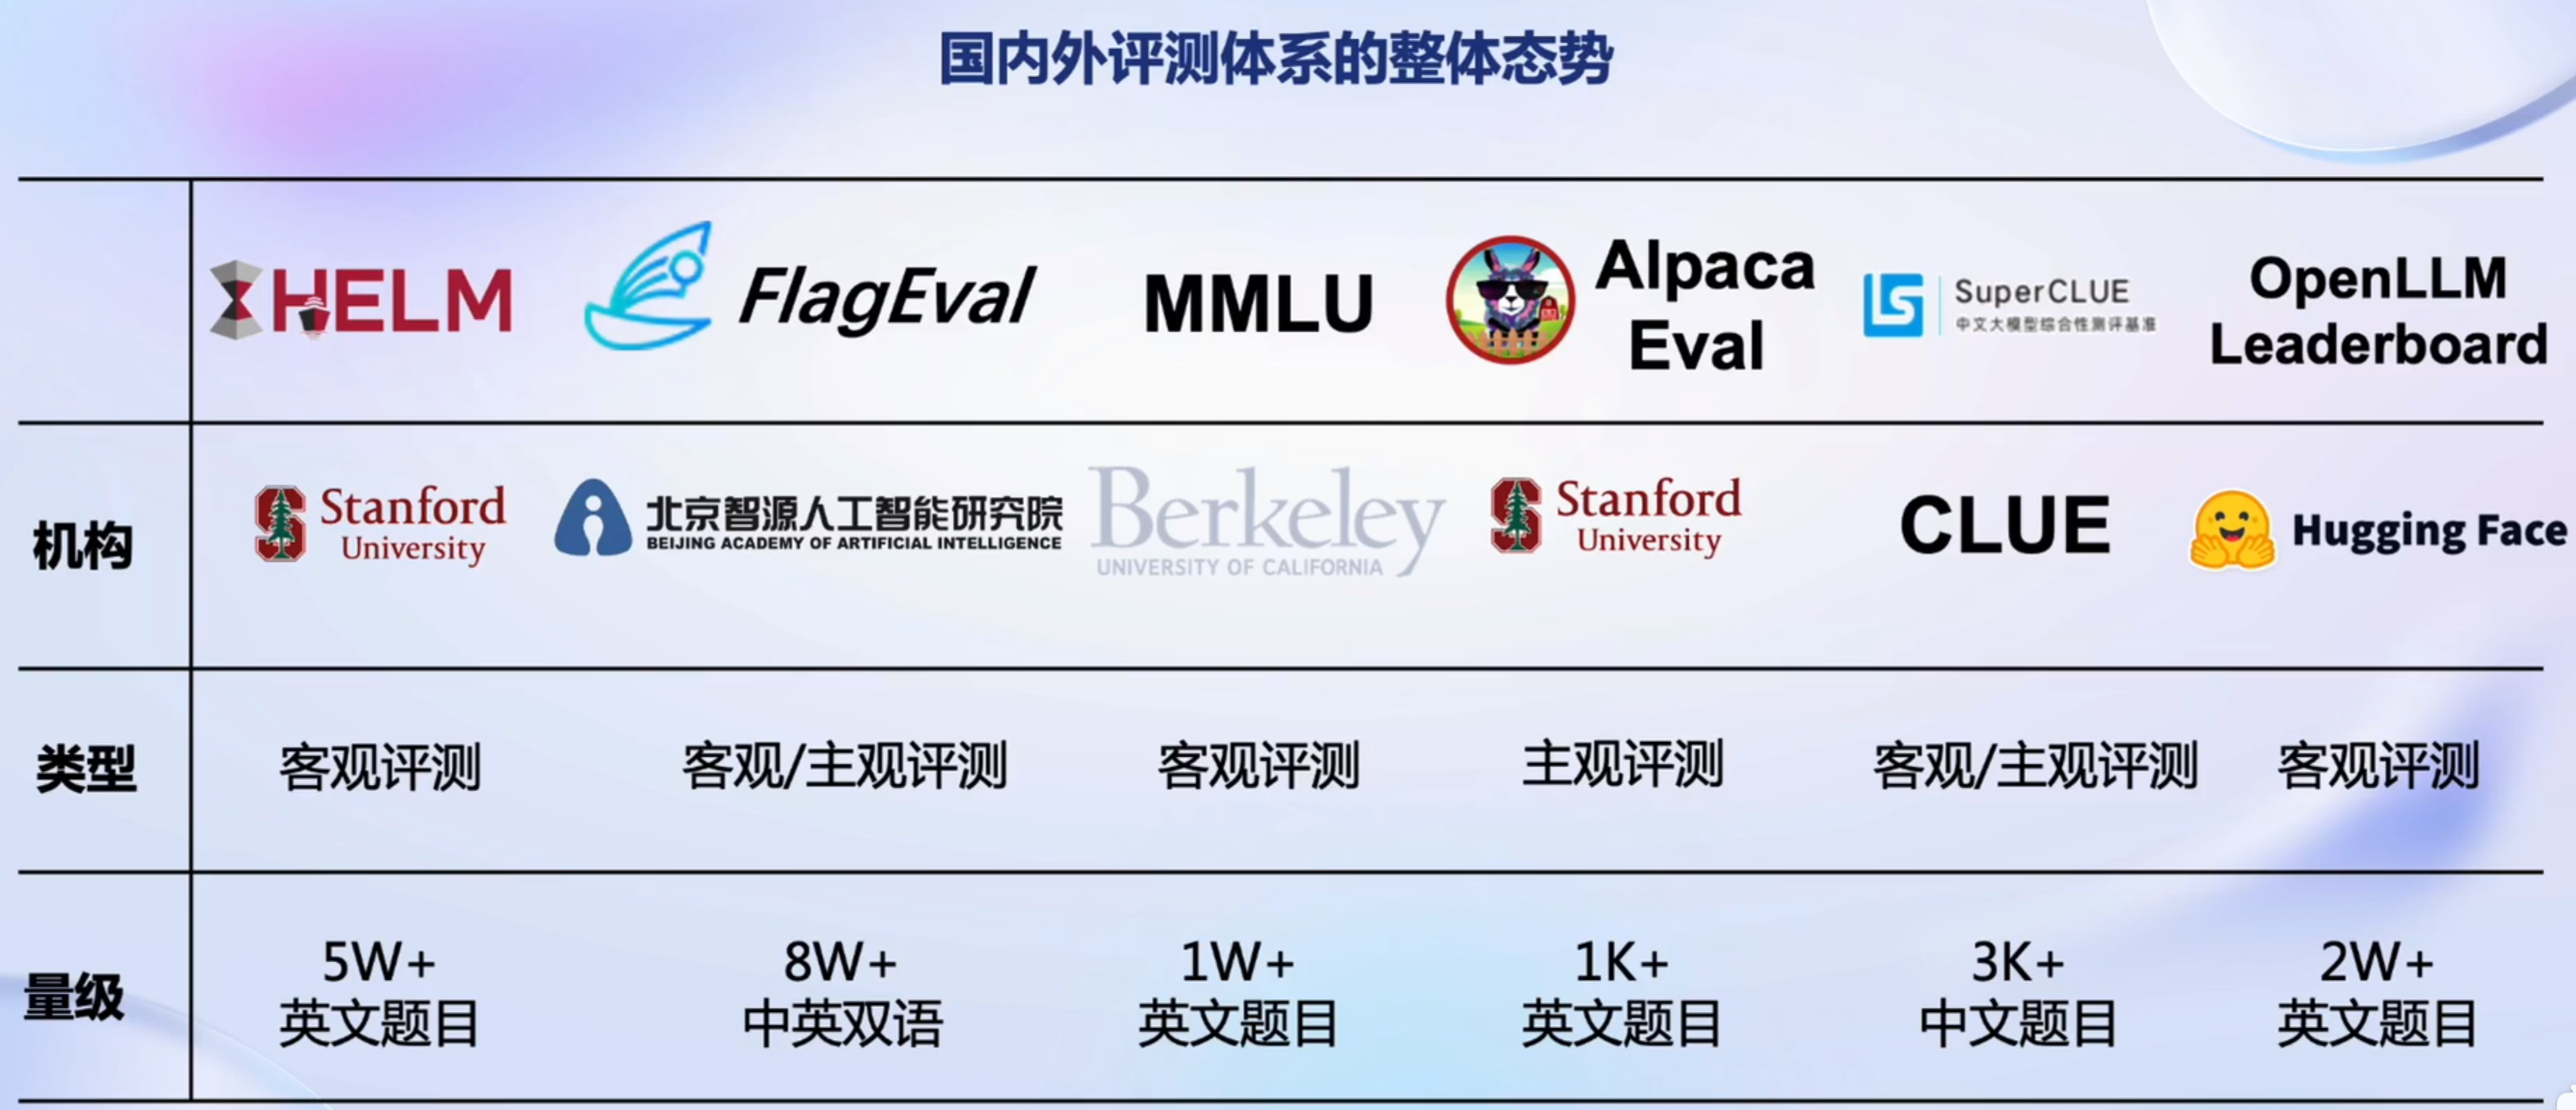 国内外评测体系的整体态势
HELM
FlagEval
MMLU
Alpaca
Eval
SuperCLUE
中文大模型综合性测评基准
OpenLLM
Leaderboard
机构
Stanford
University
北京智源人工智能研究院
BEIJING ACADEMY OF ARTIFICIAL INTELLIGENCE
Berkeley
UNIVERSITY OF CALIFORNIA
Stanford
University
CLUE
Hugging Face
类型
客观评测
客观/主观评测
客观评测
主观评测
客观/主观评测
客观评测
量级
5W+
英文题目
8W+
中英双语
1W+
英文题目
1K+
英文题目
3K+
中文题目
2W+
英文题目